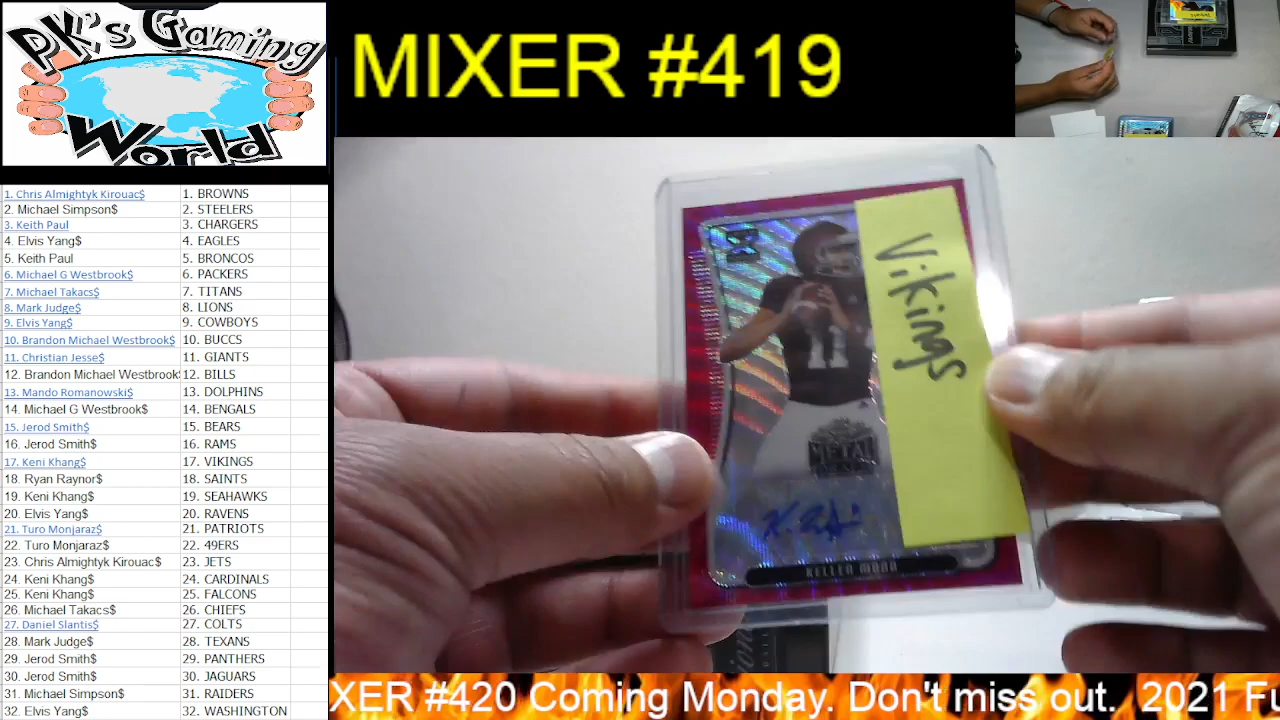 PK's Gaming
World
MIXER #419
1. Chris Almightyk Kirouac$ 1. BROWNS
2. Michael Simpson$ 2. STEELERS
3. Keith Paul 3. CHARGERS
4. Elvis Yang$ 4. EAGLES
5. Keith Paul 5. BRONCOS
6. Michael G Westbrook$ 6. PACKERS
7. Michael Takacs$ 7. TITANS
8. Mark Judge$ 8. LIONS
9. Elvis Yang$ 9. COWBOYS
10. Brandon Michael Westbrook$ 10. BUCCS
11. Christian Jesse$ 11. GIANTS
12. Brandon Michael Westbrook 12. BILLS
13. Mando Romanowski$ 13. DOLPHINS
14. Michael G Westbrook$ 14. BENGALS
15. Jerod Smith$ 15. BEARS
16. Jerod Smith$ 16. RAMS
17. Keni Khang$ 17. VIKINGS
18. Ryan Raynor$ 18. SAINTS
19. Keni Khang$ 19. SEAHAWKS
20. Elvis Yang$ 20. RAVENS
21. Turo Monjaraz$ 21. PATRIOTS
22. Turo Monjaraz$ 22. 49ERS
23. Chris Almightyk Kirouac$ 23. JETS
24. Keni Khang$ 24. CARDINALS
25. Keni Khang$ 25. FALCONS
26. Michael Takacs$ 26. CHIEFS
27. Daniel Slantis$ 27. COLTS
28. Mark Judge$ 28. TEXANS
29. Jerod Smith$ 29. PANTHERS
30. Jerod Smith$ 30. JAGUARS
31. Michael Simpson$ 31. RAIDERS
32. Elvis Yang$ 32. WASHINGTON
Vikings
11
METAL
KELLEN MOND
XER #420 Coming Monday. Don't miss out. 2021 Fu